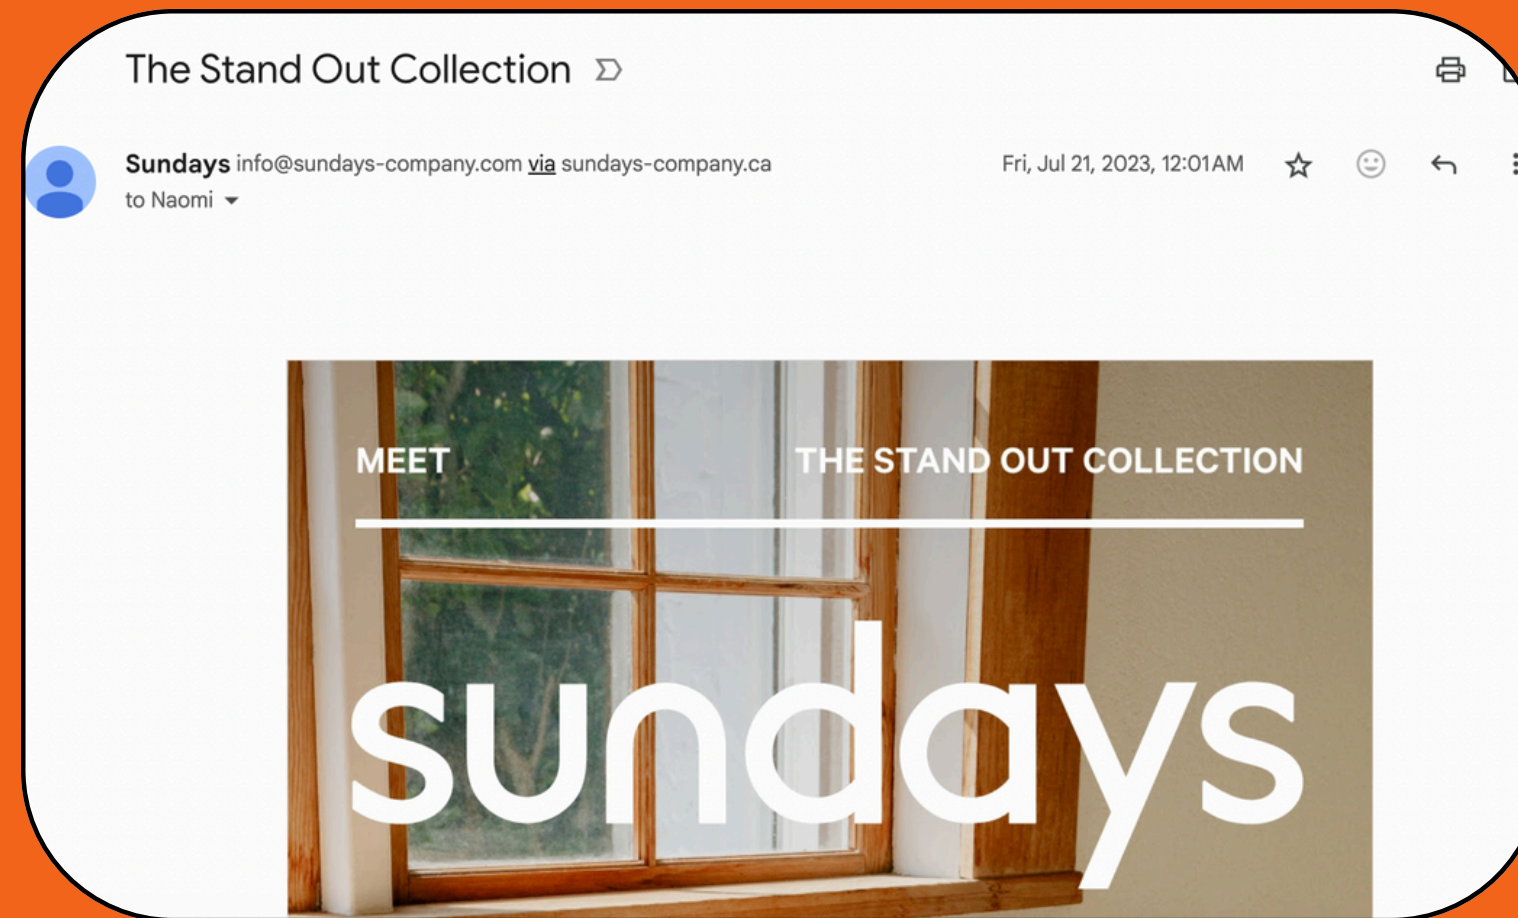 The Stand Out Collection
Sundays info@sundays-company.com via sundays-company.ca
Fri, Jul 21, 2023, 12:01 AM
to Naomi
MEET
THE STAND OUT COLLECTION
sundays